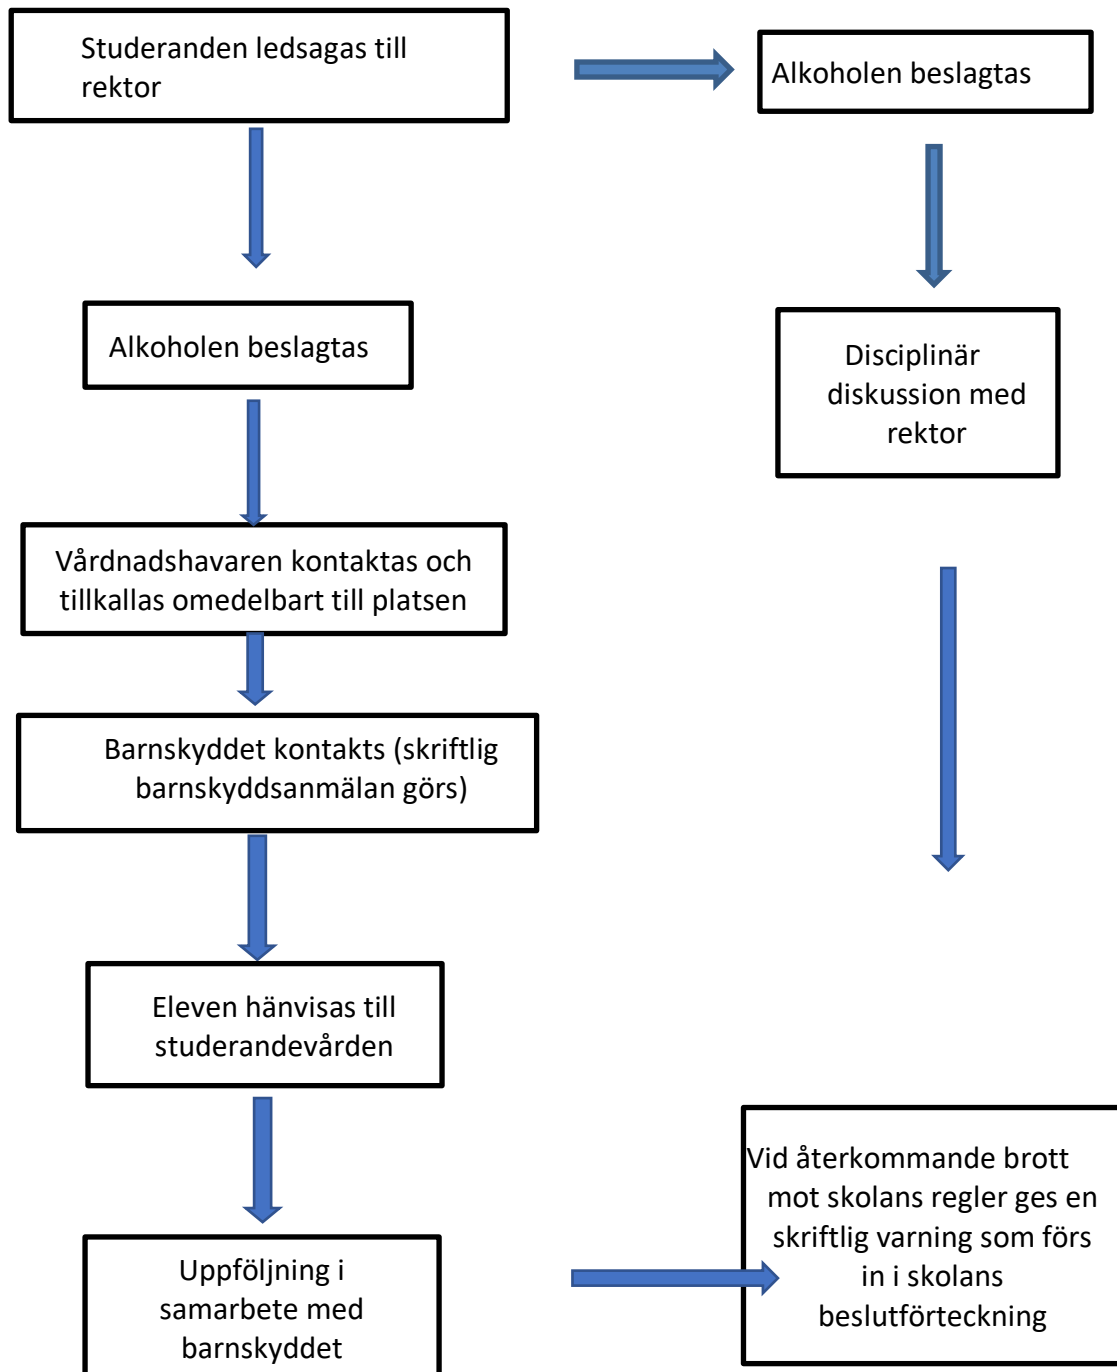 Studeranden ledsagas till
rektor
Alkoholen beslagtas
Alkoholen beslagtas
Disciplinär
diskussion med
rektor
Vårdnadshavaren kontaktas och
tillkallas omedelbart till platsen
Barnskyddet kontakts (skriftlig
barnskyddsanmälan görs)
Eleven hänvisas till
studerandevården
Vid återkommande brott
mot skolans regler ges en
skriftlig varning som förs
in i skolans
beslutförteckning
Uppföljning i
samarbete med
barnskyddet